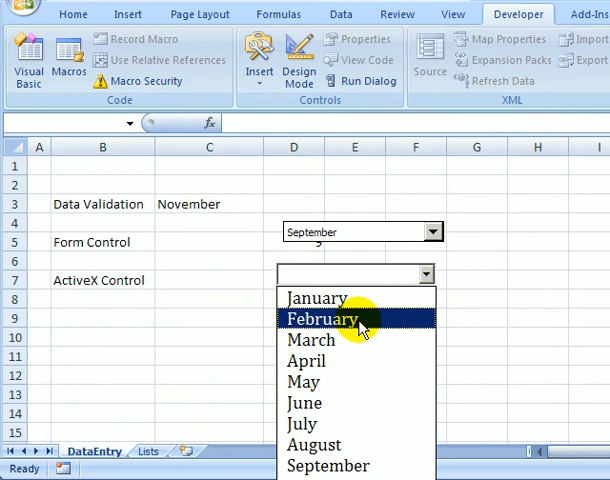 Home Insert Page Layout Formulas Data Review View Developer Add-Ins
Visual Basic
Macros
Record Macro
Use Relative References
Macro Security
Code
Insert
Design Mode
Properties
View Code
Run Dialog
Controls
Source
Map Properties
Expansion Packs
Refresh Data
Import
Export
XML
fx
A B C D E F G H I
1
2
3 Data Validation November
4
September
5 Form Control 9
6
7 ActiveX Control
8 January
9 February
10 March
11 April
12 May
13 June
14 July
15 August
September
DataEntry Lists
Ready